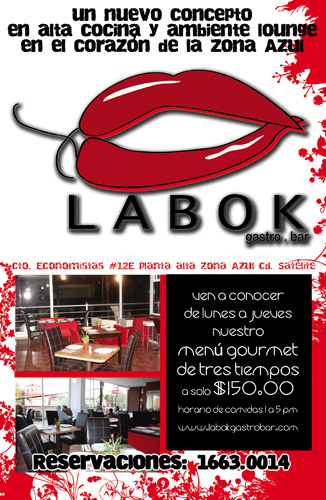 un nuevo concepto
en alta cocina y ambiente lounge
en el corazón de la zona Azul
LABOK
gastro . bar
cto. Economistas #12E Planta alta zona Azul Cd. Satélite
ven a conocer
de lunes a jueves
nuestro
menú gourmet
de tres tiempos
a solo $150.00
horario de comidas 1 a 5 pm
www.labokgastrobar.com
Reservaciones: 1663.0014